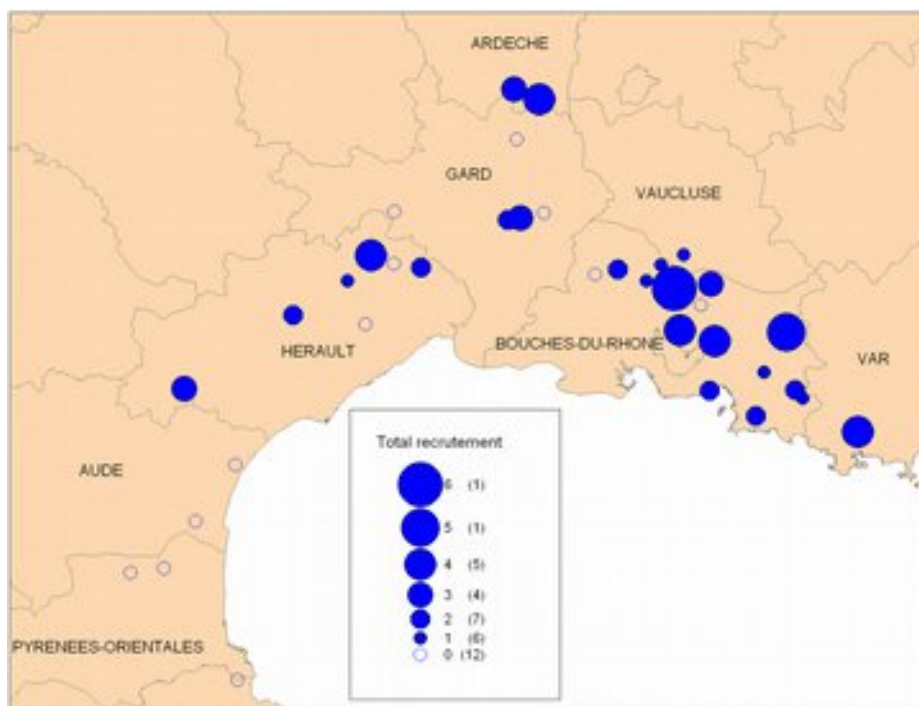 ARDECHE
GARD
VAUCLUSE
HERAULT
BOUCHES-DU-RHONE
VAR
AUDE
PYRENEES-ORIENTALES
Total recrutement
6 (1)
5 (1)
4 (5)
3 (4)
2 (7)
1 (6)
0 (12)